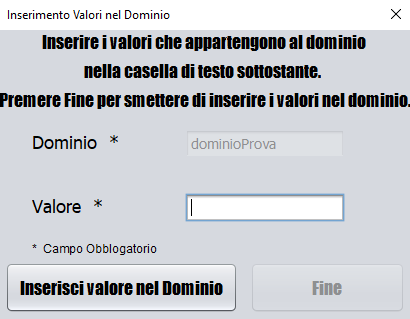 Inserimento Valori nel Dominio
Inserire i valori che appartengono al dominio
nella casella di testo sottostante.
Premere Fine per smettere di inserire i valori nel dominio.
Dominio * dominioProva
Valore *
* Campo Obblogatorio
Inserisci valore nel Dominio Fine